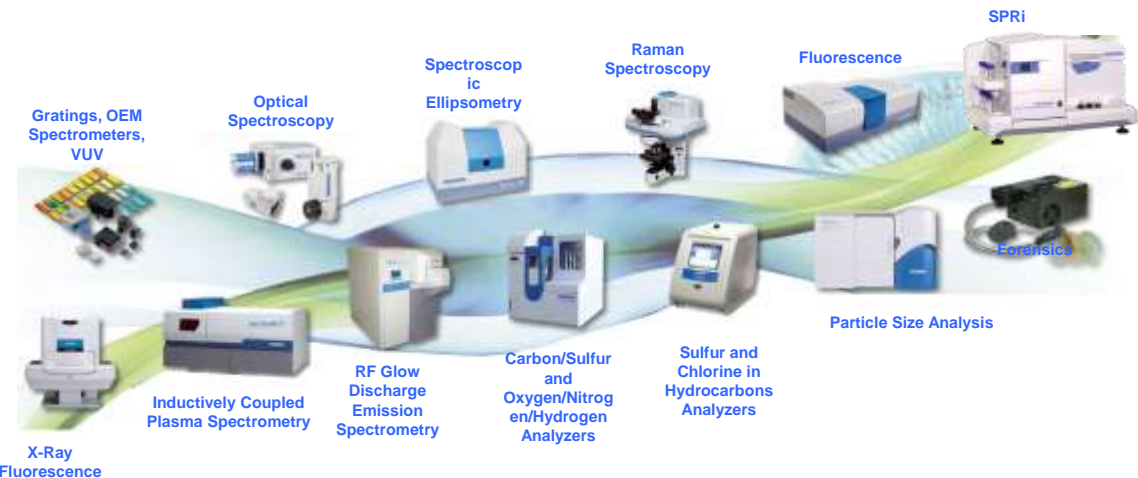 SPRi
Raman
Spectroscopy
Fluorescence
Spectroscop
ic
Ellipsometry
Optical
Spectroscopy
Gratings, OEM
Spectrometers,
VUV
Forensics
Particle Size Analysis
Sulfur and
Chlorine in
Hydrocarbons
Analyzers
Carbon/Sulfur
and
Oxygen/Nitrog
en/Hydrogen
Analyzers
RF Glow
Discharge
Emission
Spectrometry
Inductively Coupled
Plasma Spectrometry
X-Ray
Fluorescence